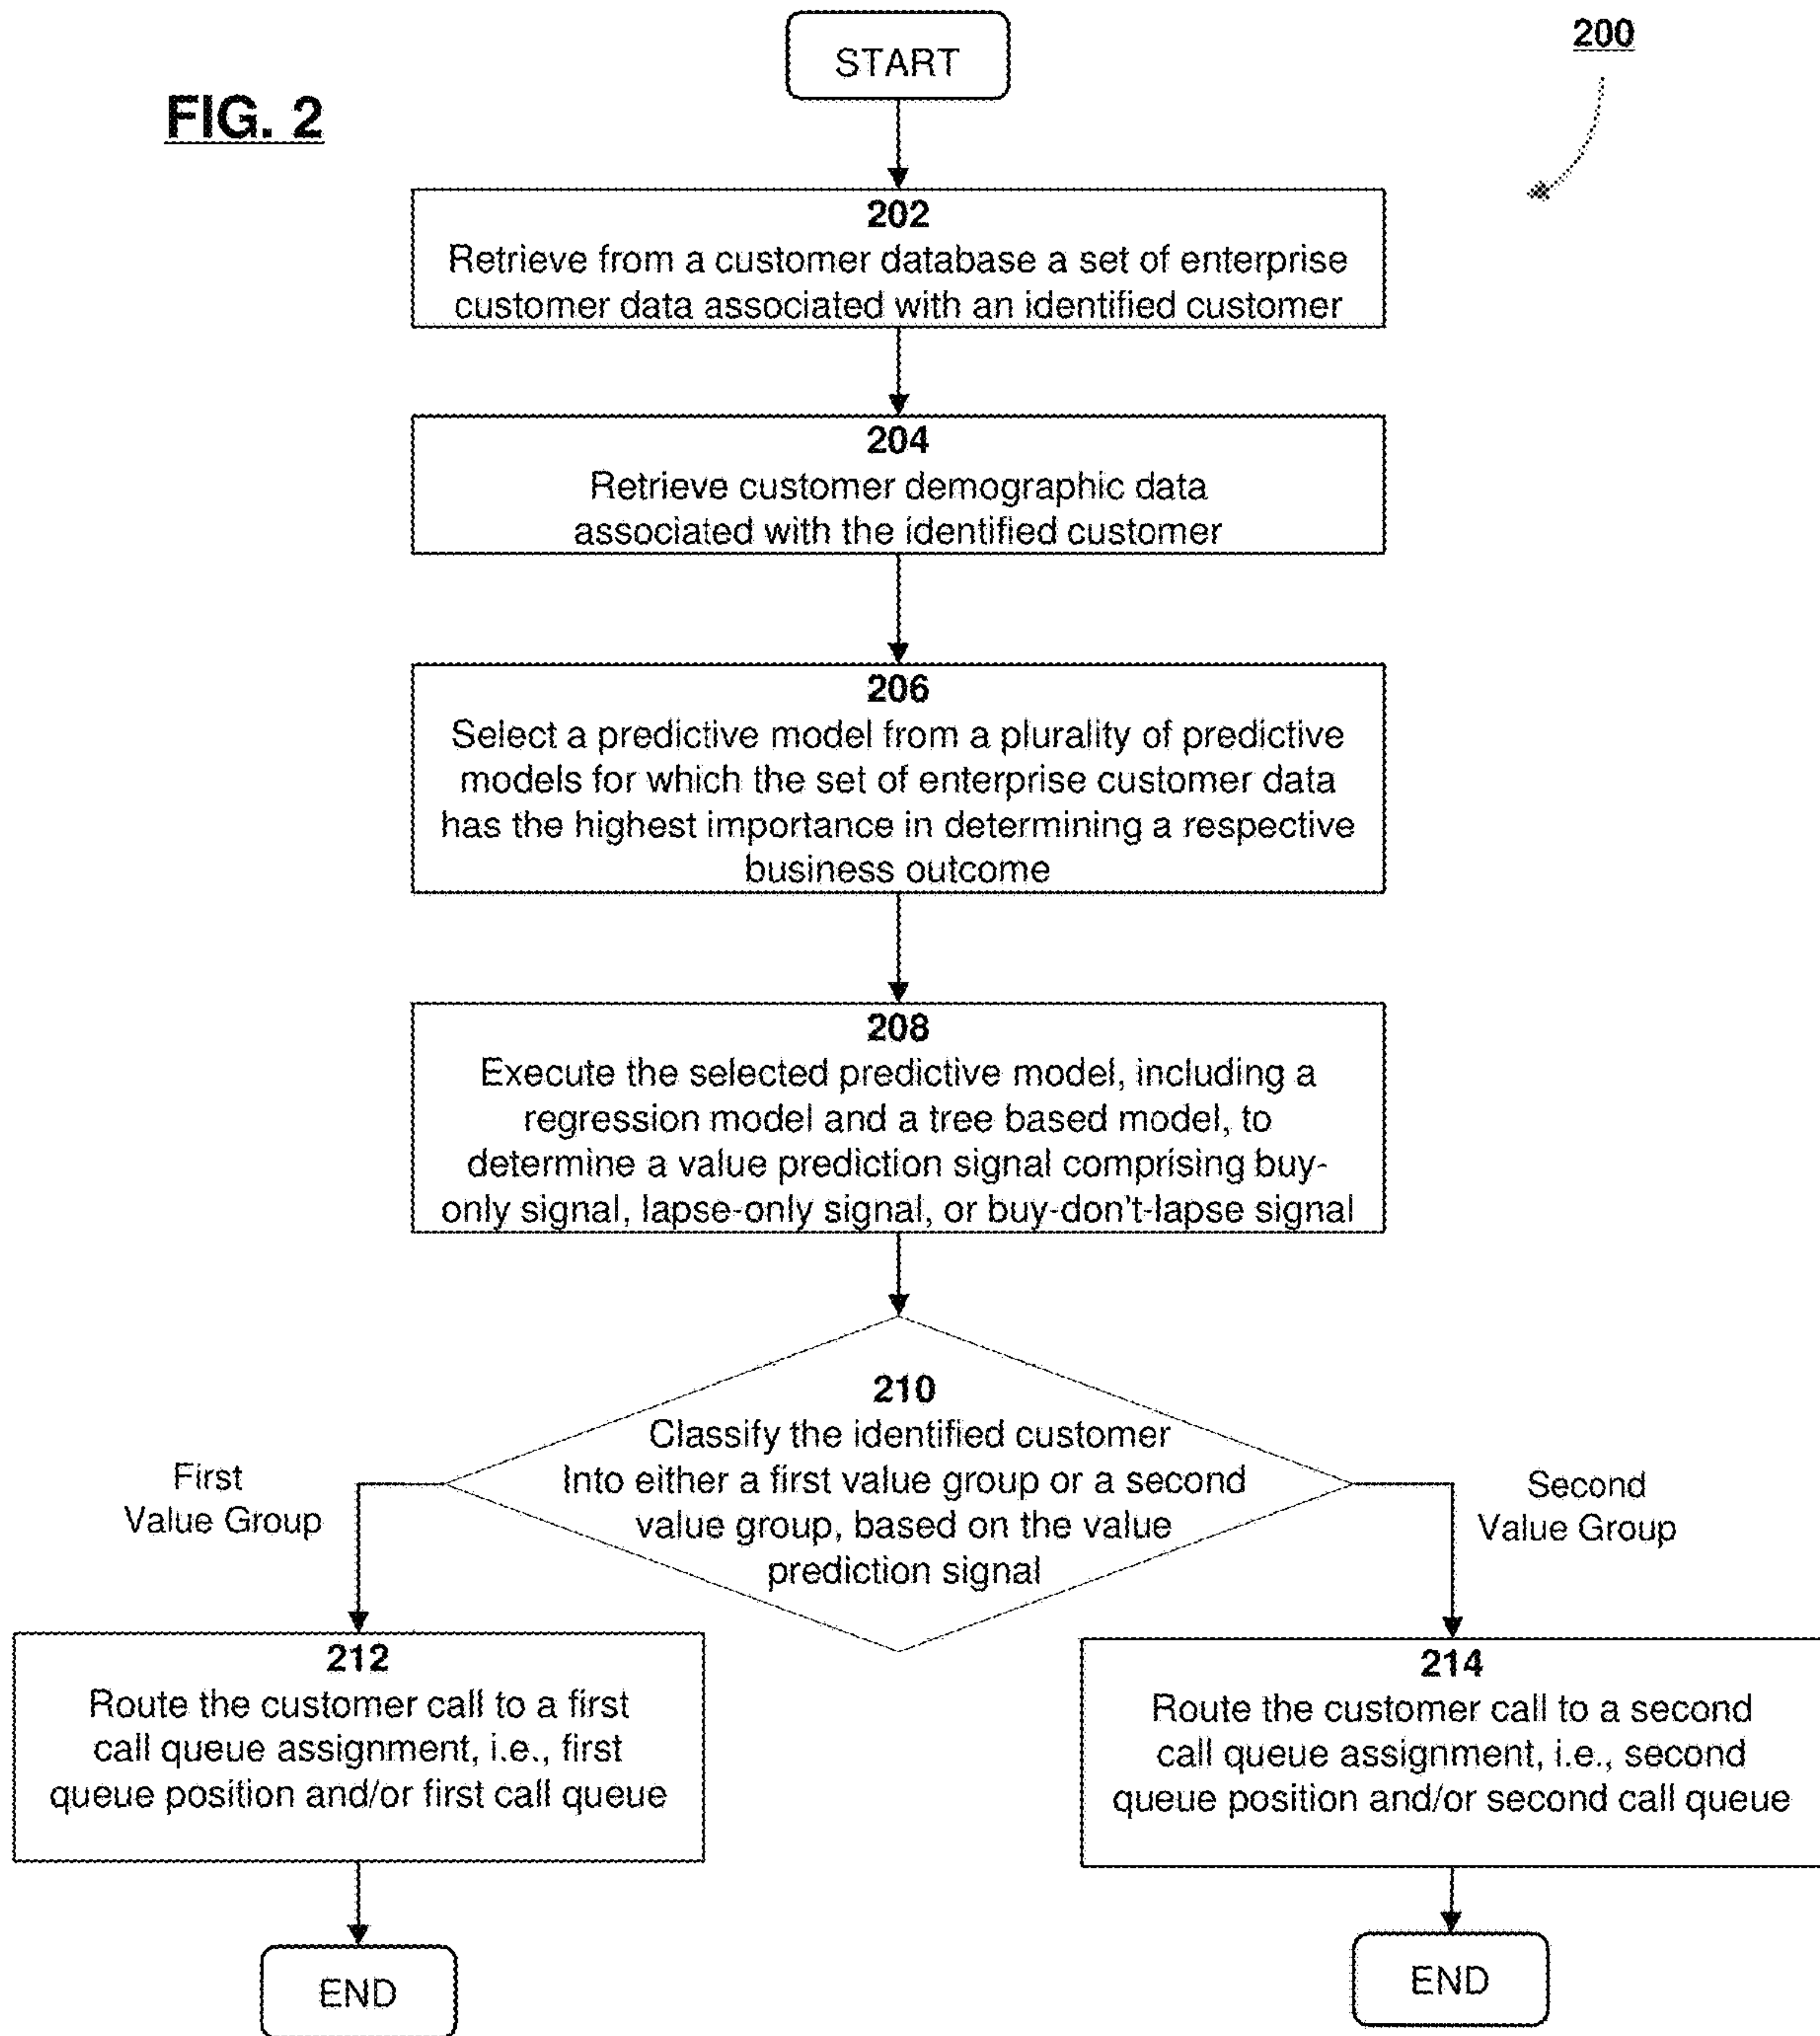 START
200
FIG. 2
202
Retrieve from a customer database a set of enterprise
customer data associated with an identified customer
204
Retrieve customer demographic data
associated with the identified customer
206
Select a predictive model from a plurality of predictive
models for which the set of enterprise customer data
has the highest importance in determining a respective
business outcome
208
Execute the selected predictive model, including a
regression model and a tree based model, to
determine a value prediction signal comprising buy-
only signal, lapse-only signal, or buy-don't-lapse signal
210
Classify the identified customer
Into either a first value group or a second
value group, based on the value
prediction signal
First
Value Group
Second
Value Group
212
Route the customer call to a first
call queue assignment, i.e., first
queue position and/or first call queue
214
Route the customer call to a second
call queue assignment, i.e., second
queue position and/or second call queue
END
END